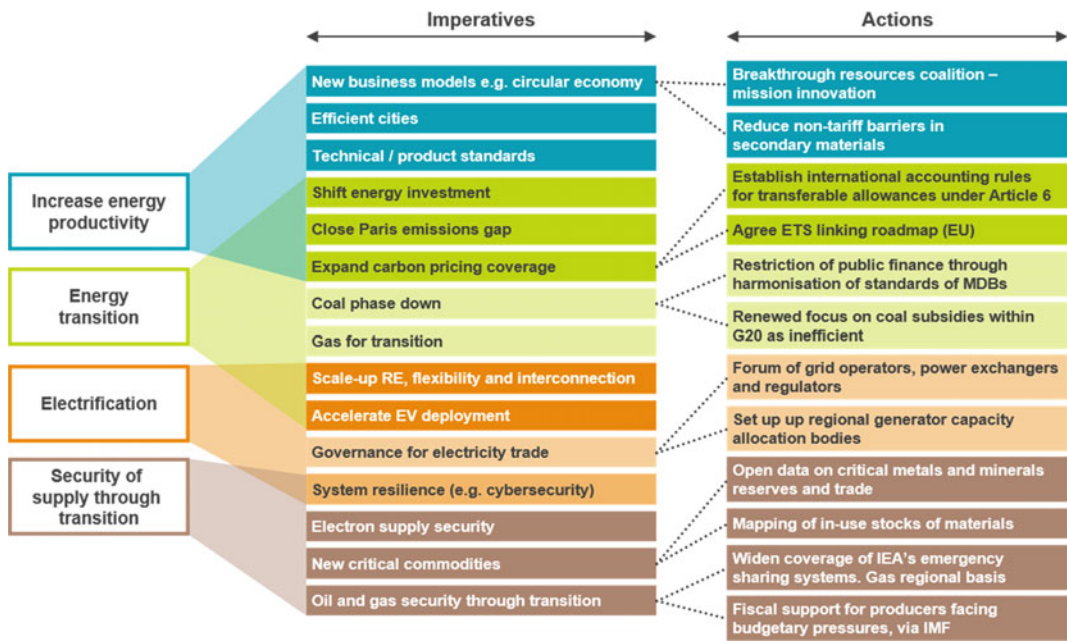 Imperatives
Actions
Increase energy
productivity
Energy
transition
Electrification
Security of
supply through
transition
New business models e.g. circular economy
Efficient cities
Technical / product standards
Shift energy investment
Close Paris emissions gap
Expand carbon pricing coverage
Coal phase down
Gas for transition
Scale-up RE, flexibility and interconnection
Accelerate EV deployment
Governance for electricity trade
System resilience (e.g. cybersecurity)
Electron supply security
New critical commodities
Oil and gas security through transition
Breakthrough resources coalition –
mission innovation
Reduce non-tariff barriers in
secondary materials
Establish international accounting rules
for transferable allowances under Article 6
Agree ETS linking roadmap (EU)
Restriction of public finance through
harmonisation of standards of MDBs
Renewed focus on coal subsidies within
G20 as inefficient
Forum of grid operators, power exchangers
and regulators
Set up up regional generator capacity
allocation bodies
Open data on critical metals and minerals
reserves and trade
Mapping of in-use stocks of materials
Widen coverage of IEA's emergency
sharing systems. Gas regional basis
Fiscal support for producers facing
budgetary pressures, via IMF